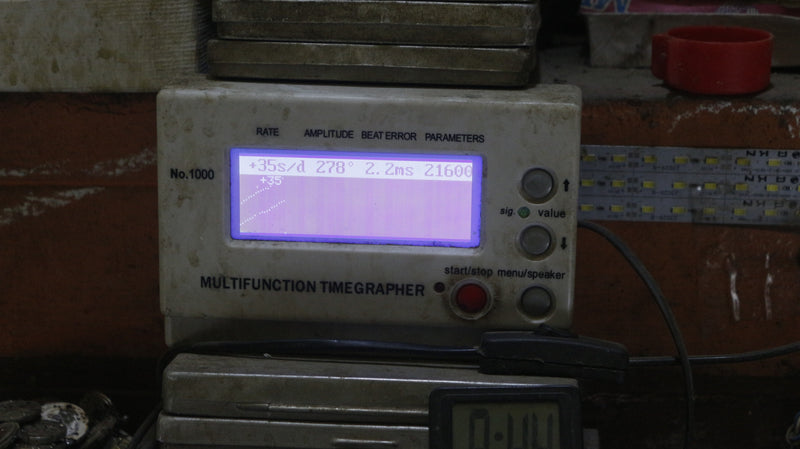 RATE AMPLITUDE BEAT ERROR PARAMETERS
+35s/d 278° 2.2ms 21600
+35
No.1000
sig. value
start/stop menu/speaker
MULTIFUNCTION TIMEGRAPHER